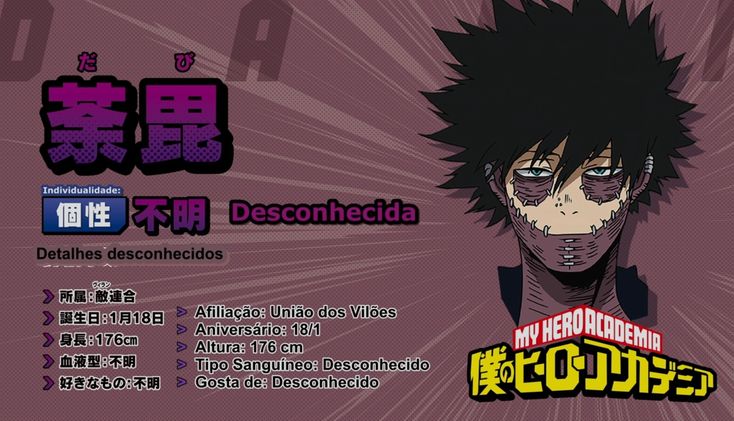 D A I
だび
荼毘
Individualidade:
個性 不明 Desconhecida
Detalhes desconhecidos
ヴィラン
所属:敵連合
誕生日:1月18日
身長:176㎝
血液型:不明
好きなもの:不明
Afiliação: União dos Vilões
Aniversário: 18/1
Altura: 176 cm
Tipo Sanguíneo: Desconhecido
Gosta de: Desconhecido
MY HERO ACADEMIA
僕のヒーローアカデミア